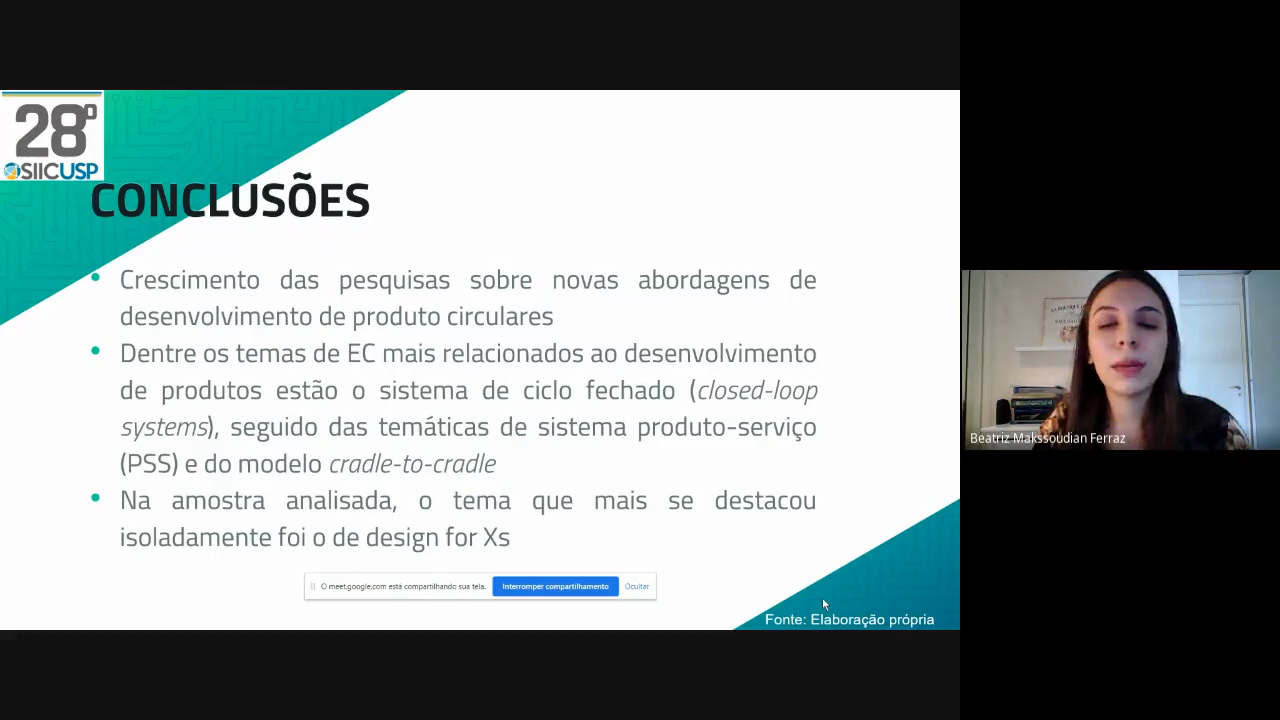 28º
SIICUSP
CONCLUSÕES
• Crescimento das pesquisas sobre novas abordagens de
desenvolvimento de produto circulares
• Dentre os temas de EC mais relacionados ao desenvolvimento
de produtos estão o sistema de ciclo fechado (closed-loop
systems), seguido das temáticas de sistema produto-serviço
(PSS) e do modelo cradle-to-cradle
• Na amostra analisada, o tema que mais se destacou
isoladamente foi o de design for Xs
O meet.google.com está compartilhando sua tela. Interromper compartilhamento Ocultar
Fonte: Elaboração própria
Beatriz Makssoudian Ferraz